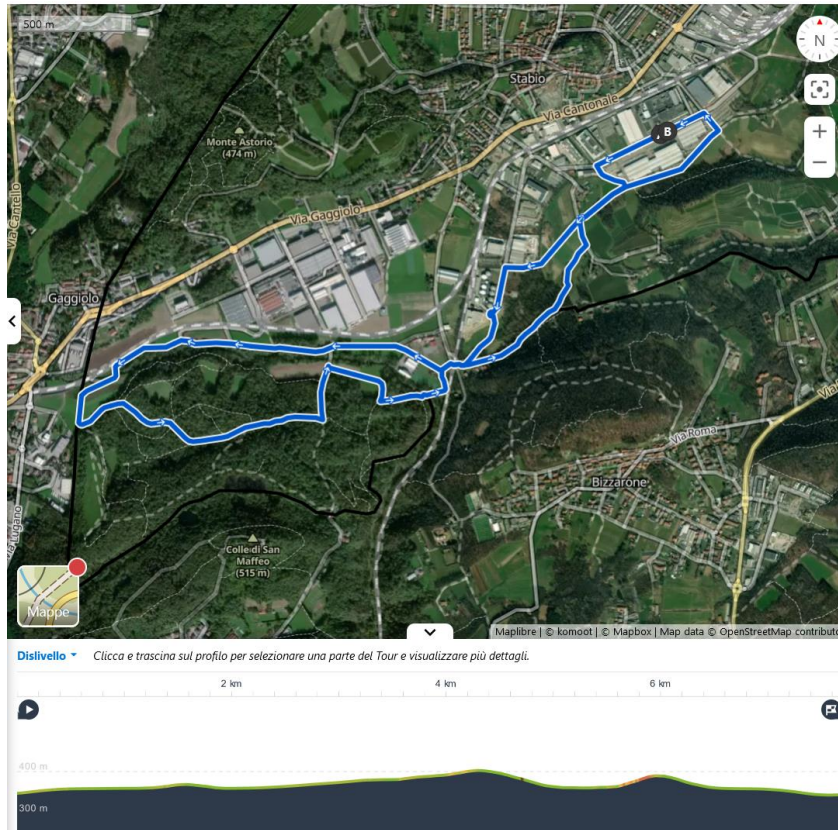 500 m
N
Stabio
Via Cantonale
B
Monte Astorio
(474 m)
Via Cantello
Via Gaggiolo
Gaggiolo
Via Roma
Bizzarone
Via Lugano
Colle di San
Maffeo
(515 m)
Mappe
Maplibre | © komoot | © Mapbox | Map data © OpenStreetMap contributo
Dislivello
Clicca e trascina sul profilo per selezionare una parte del Tour e visualizzare più dettagli.
2 km
4 km
6 km
400 m
300 m